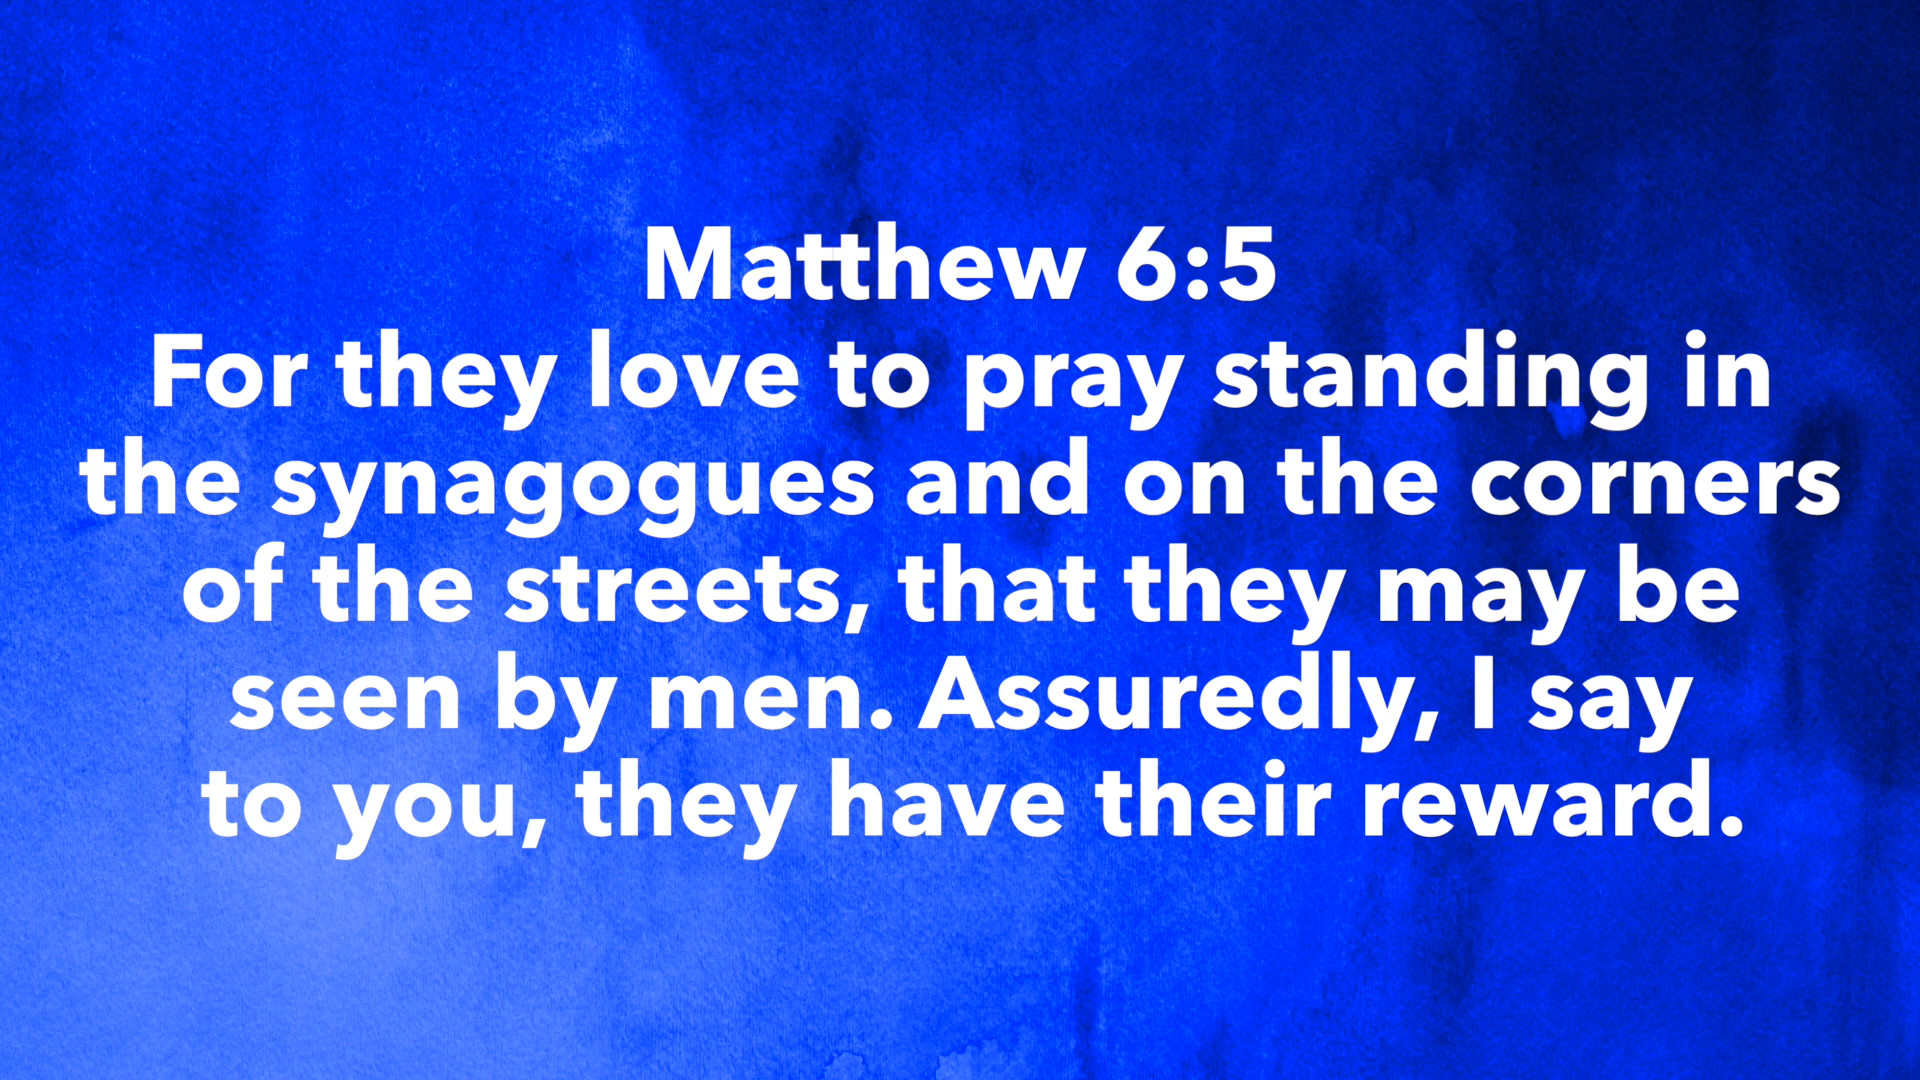 Matthew 6:5
For they love to pray standing in
the synagogues and on the corners
of the streets, that they may be
seen by men. Assuredly, I say
to you, they have their reward.